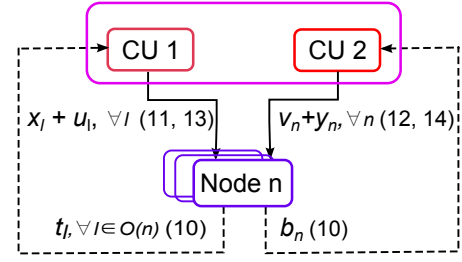 CU 1
CU 2
x_l + u_l, ∀ l (11, 13)
v_n+y_n, ∀ n (12, 14)
Node n
t_l, ∀ l ∈ O(n) (10)
b_n (10)